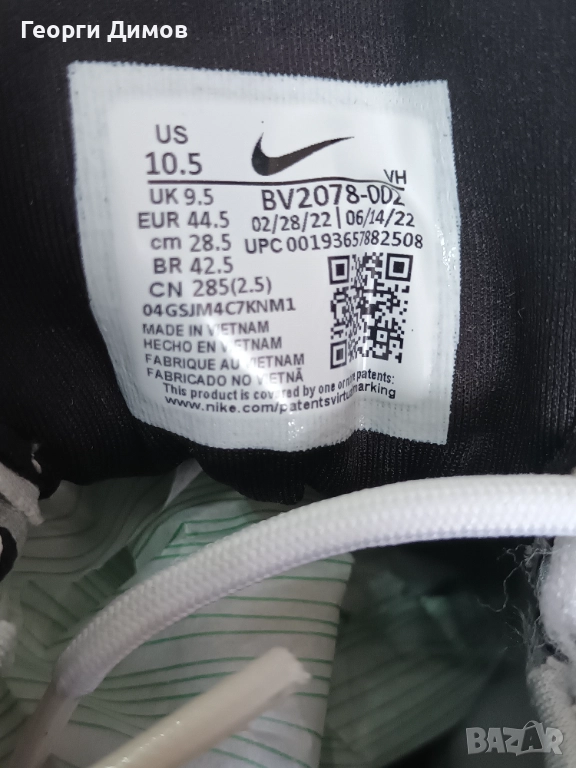 Георги Димов
US
10.5
VH
UK 9.5 BV2078-002
EUR 44.5 02/28/22 | 06/14/22
cm 28.5 UPC 00193657882508
BR 42.5
CN 285(2.5)
04GSJM4C7KNM1
MADE IN VIETNAM
HECHO EN VIETNAM
FABRIQUE AU VIETNAM
FABRICADO NO VIETNÃ
This product is covered by one or more patents:
www.nike.com/patentsvirtualmarking
BAZAR